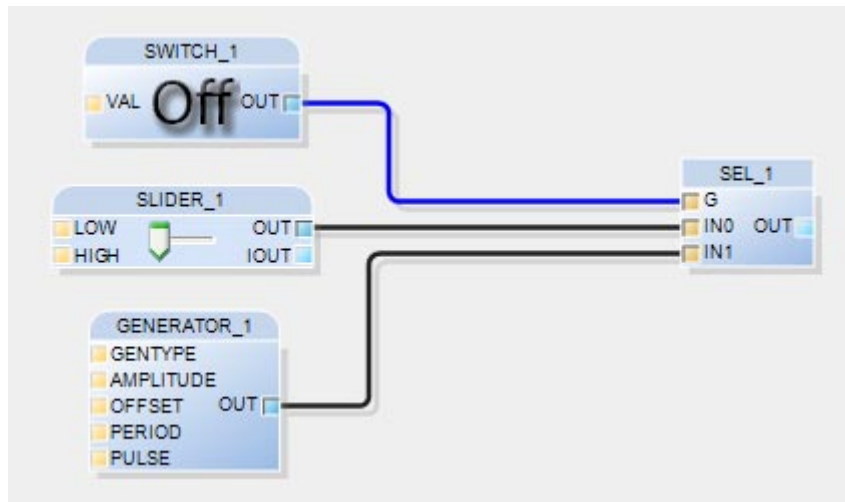 SWITCH_1
VAL Off OUT
SLIDER_1
LOW OUT
HIGH IOUT
GENERATOR_1
GENTYPE
AMPLITUDE
OFFSET OUT
PERIOD
PULSE
SEL_1
G
IN0 OUT
IN1